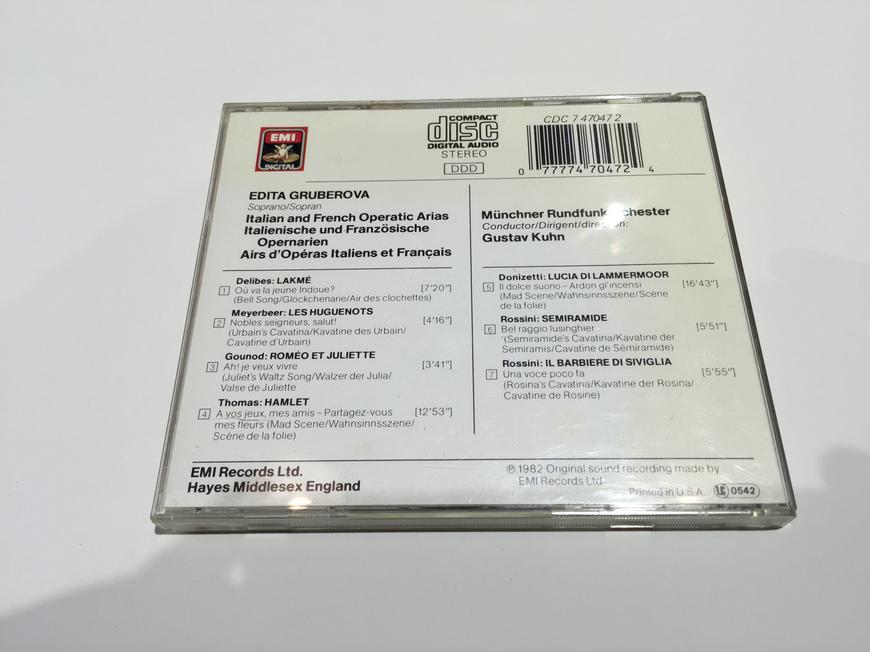 EMI
DIGITAL
COMPACT
disc
DIGITAL AUDIO
STEREO
DDD
CDC 7 47047 2
0 77774 70472 4
EDITA GRUBEROVA
Soprano/Sopran
Italian and French Operatic Arias
Italienische und Französische
Opernarien
Airs d'Opéras Italiens et Français
Münchner Rundfunkorchester
Conductor/Dirigent/direction:
Gustav Kuhn
Delibes: LAKMÉ
1 Où va la jeune Indoue? [7'20"]
(Bell Song/Glöckchenarie/Air des clochettes)
Meyerbeer: LES HUGUENOTS
2 Nobles seigneurs, salut! [4'16"]
(Urbain's Cavatina/Kavatine des Urbain/
Cavatine d'Urbain)
Gounod: ROMÉO ET JULIETTE
3 Ah! je veux vivre [3'41"]
(Juliet's Waltz Song/Walzer der Julia/
Valse de Juliette
Thomas: HAMLET
4 A vos jeux, mes amis – Partagez-vous [12'53"]
mes fleurs (Mad Scene/Wahnsinnsszene/
Scène de la folie)
Donizetti: LUCIA DI LAMMERMOOR
5 Il dolce suono – Ardon gl'incensi [16'43"]
(Mad Scene/Wahnsinnsszene/Scène
de la folie)
Rossini: SEMIRAMIDE
6 Bel raggio lusinghier [5'51"]
(Semiramide's Cavatina/Kavatine der
Semiramis/Cavatine de Sémiramide)
Rossini: IL BARBIERE DI SIVIGLIA
7 Una voce poco fa [5'55"]
(Rosina's Cavatina/Kavatine der Rosina/
Cavatine de Rosine)
EMI Records Ltd.
Hayes Middlesex England
℗ 1982 Original sound recording made by
EMI Records Ltd.
Printed in U.S.A. LC 0542